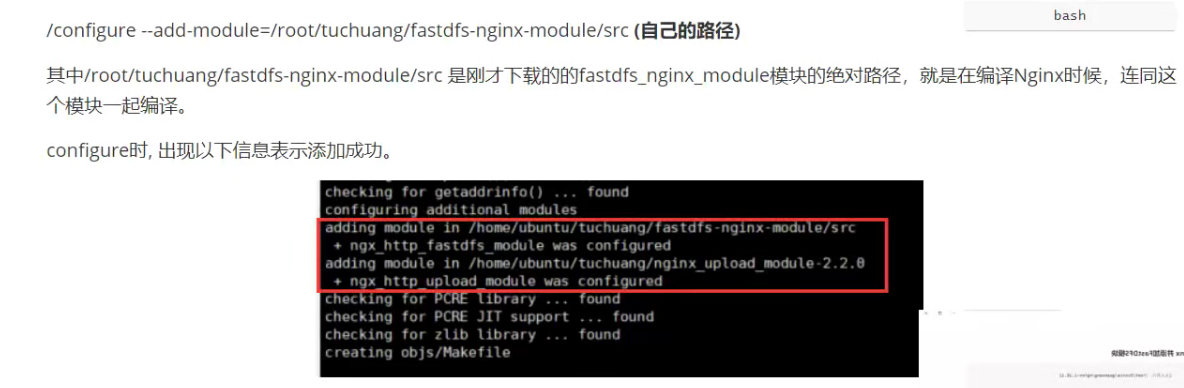 bash
/configure --add-module=/root/tuchuang/fastdfs-nginx-module/src (自己的路径)
其中/root/tuchuang/fastdfs-nginx-module/src 是刚才下载的的fastdfs_nginx_module模块的绝对路径，就是在编译Nginx时候，连同这
个模块一起编译。
configure时, 出现以下信息表示添加成功。
checking for getaddrinfo() ... found
configuring additional modules
adding module in /home/ubuntu/tuchuang/fastdfs-nginx-module/src
+ ngx_http_fastdfs_module was configured
adding module in /home/ubuntu/tuchuang/nginx_upload_module-2.2.0
+ ngx_http_upload_module was configured
checking for PCRE library ... found
checking for PCRE JIT support ... found
checking for zlib library ... found
creating objs/Makefile